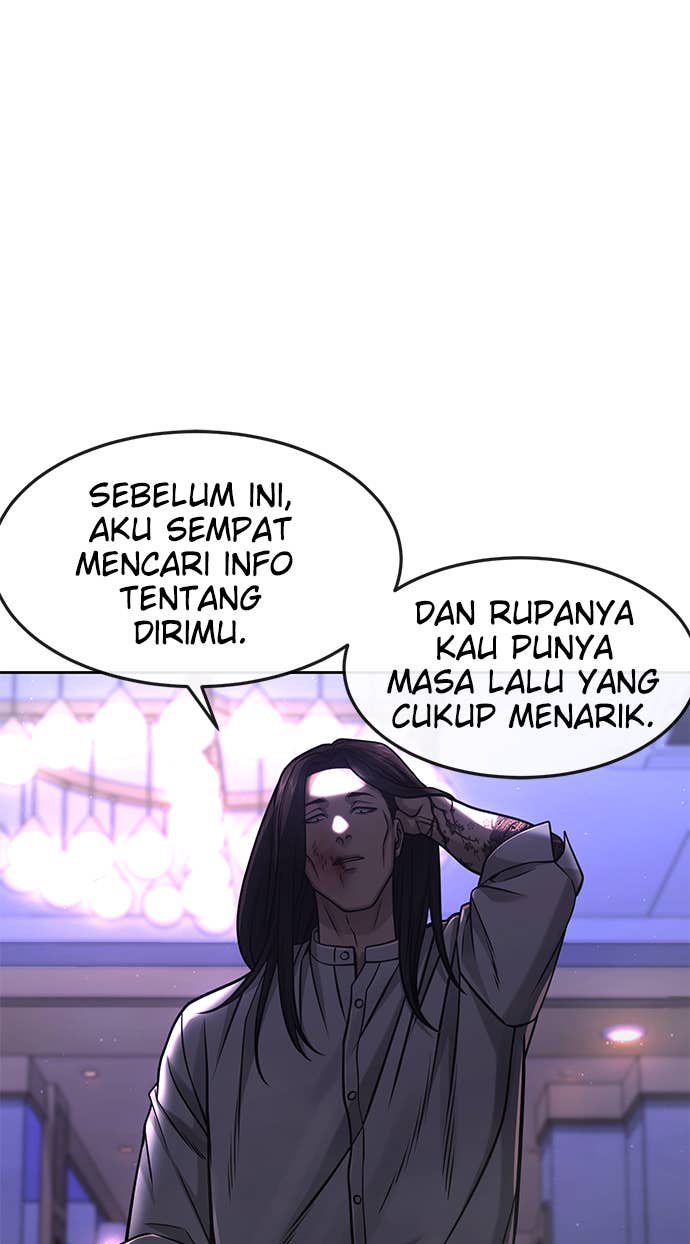 SEBELUM INI,
AKU SEMPAT
MENCARI INFO
TENTANG
DIRIMU.
DAN RUPANYA
KAU PUNYA
MASA LALU YANG
CUKUP MENARIK.